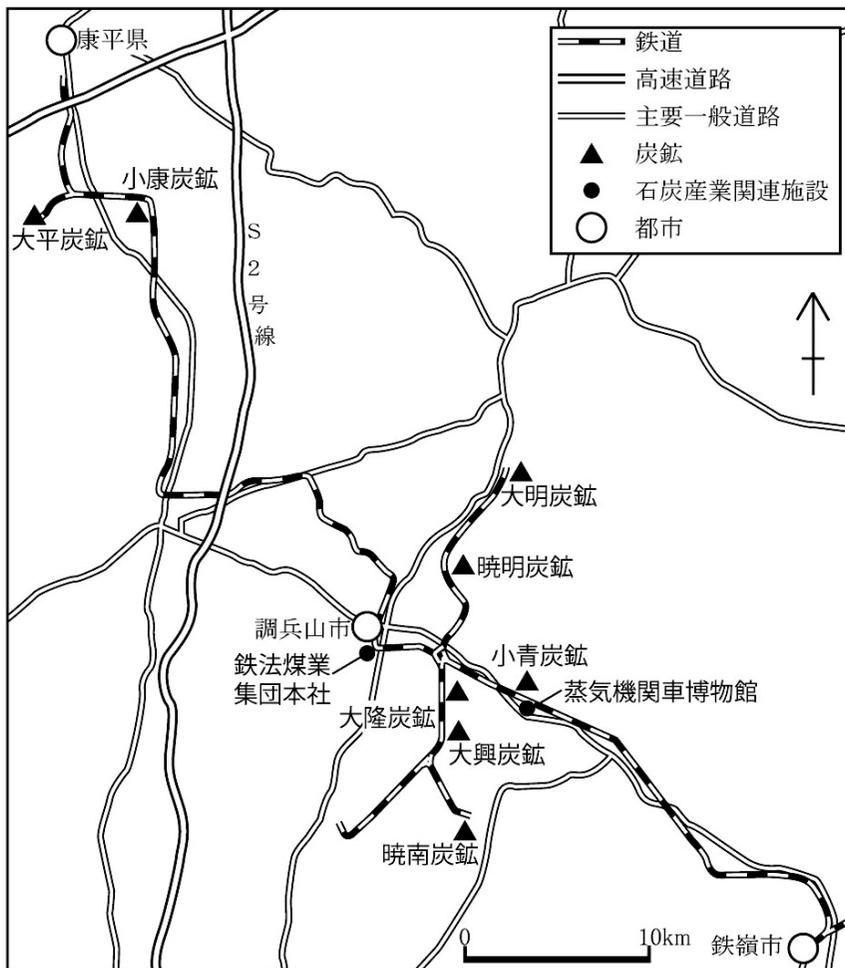 康平県
鉄道
高速道路
主要一般道路
炭鉱
石炭産業関連施設
都市
小康炭鉱
大平炭鉱
S2号線
大明炭鉱
暁明炭鉱
調兵山市
鉄法煤業
集団本社
小青炭鉱
蒸気機関車博物館
大隆炭鉱
大興炭鉱
暁南炭鉱
0
10km
鉄嶺市